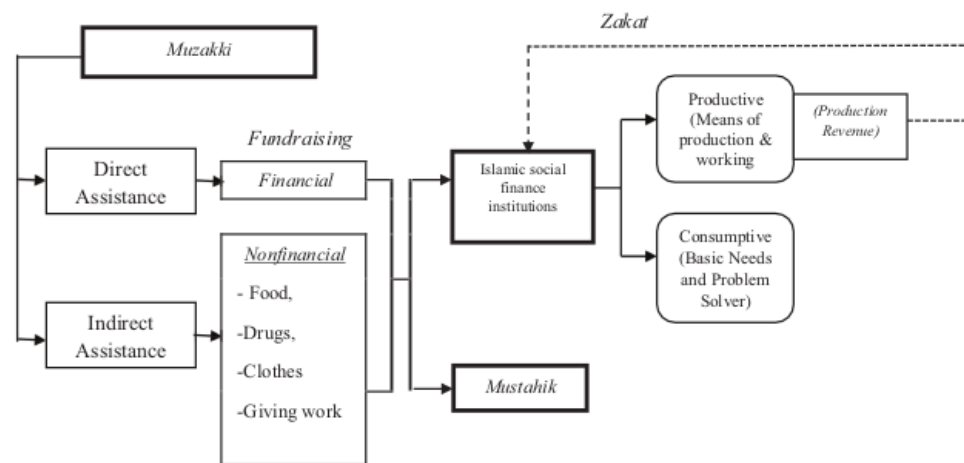 Zakat
Muzakki
Productive
(Means of
production &
working
(Production
Revenue)
Fundraising
Direct
Assistance
Financial
Islamic social
finance
institutions
Consumptive
(Basic Needs
and Problem
Solver)
Nonfinancial
- Food,
-Drugs,
-Clothes
-Giving work
Indirect
Assistance
Mustahik